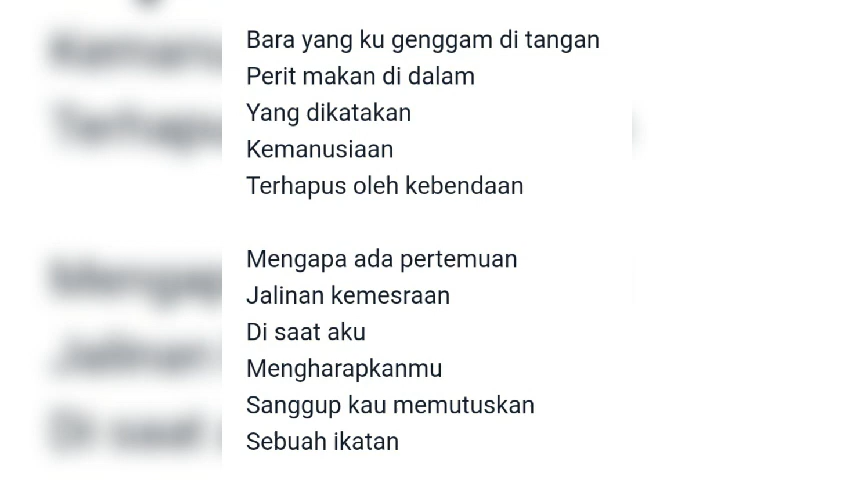 Bara yang ku genggam di tangan
Perit makan di dalam
Yang dikatakan
Kemanusiaan
Terhapus oleh kebendaan
Mengapa ada pertemuan
Jalinan kemesraan
Di saat aku
Mengharapkanmu
Sanggup kau memutuskan
Sebuah ikatan